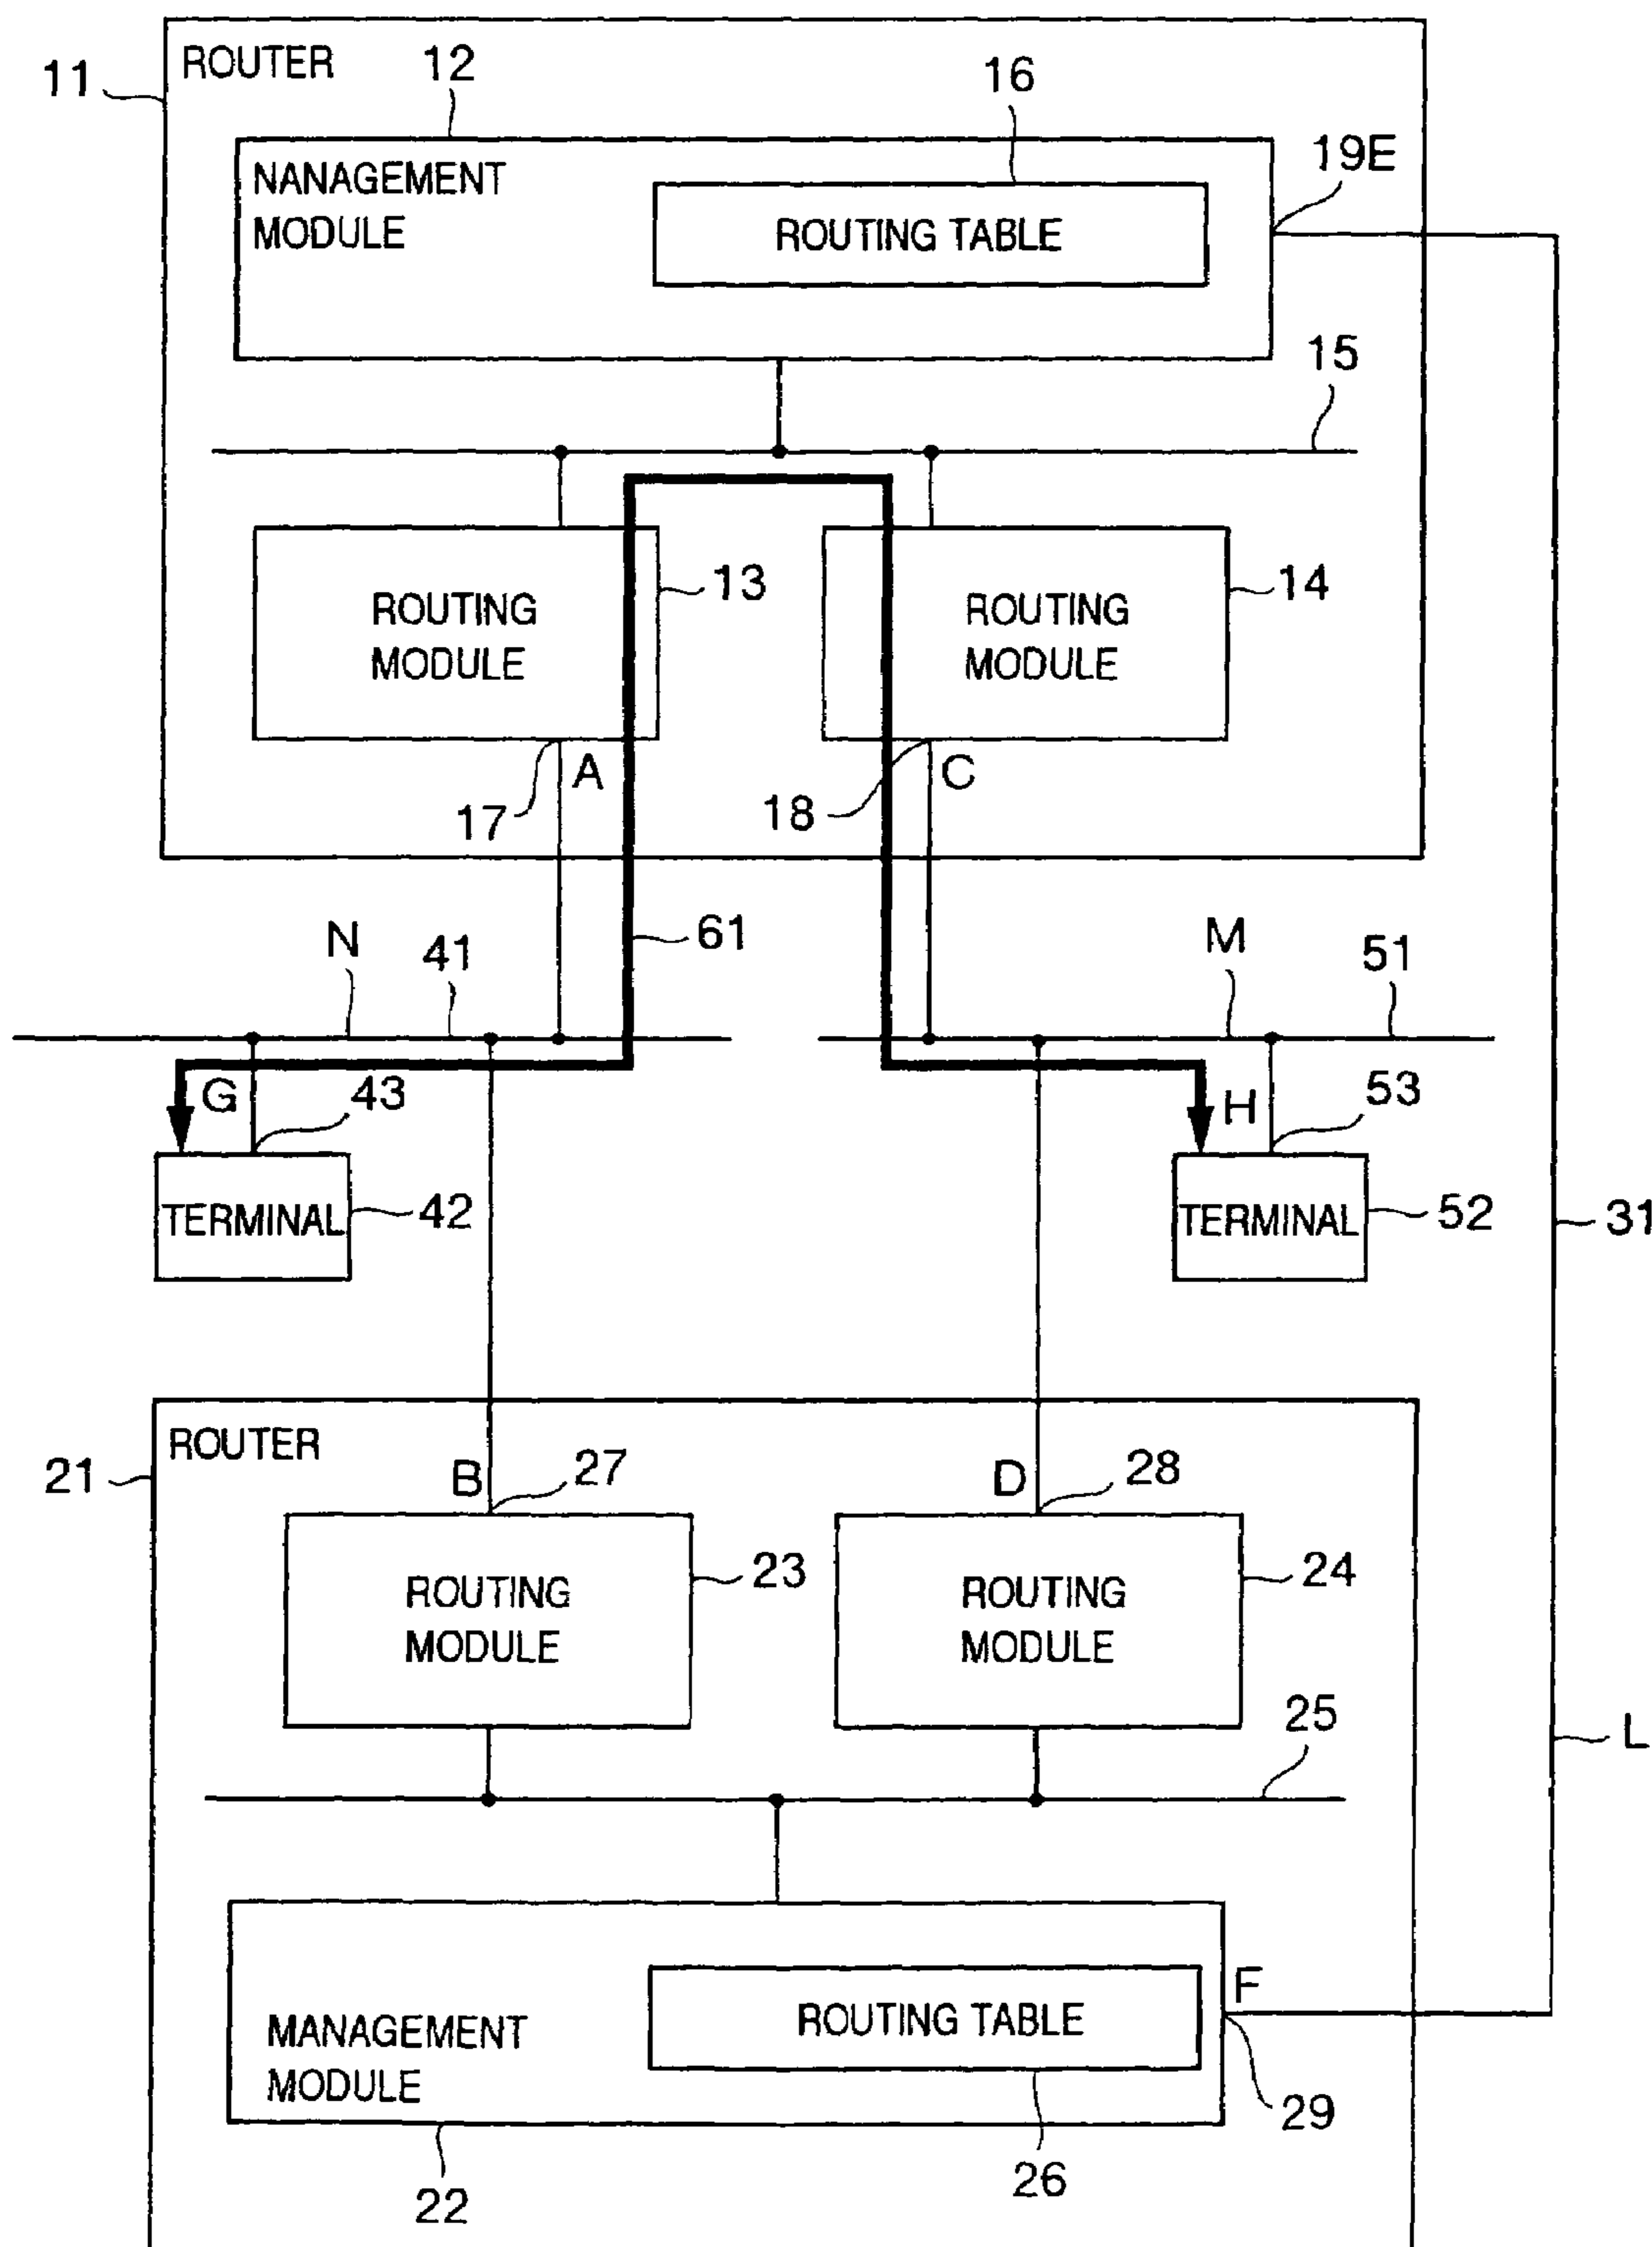 ROUTER
11
12
16
19E
NANAGEMENT
MODULE
ROUTING TABLE
15
ROUTING
MODULE
13
ROUTING
MODULE
14
17
A
18
C
61
N
41
M
51
G
43
H
53
TERMINAL
42
TERMINAL
52
31
ROUTER
21
B
27
D
28
ROUTING
MODULE
23
ROUTING
MODULE
24
25
L
MANAGEMENT
MODULE
ROUTING TABLE
F
29
22
26